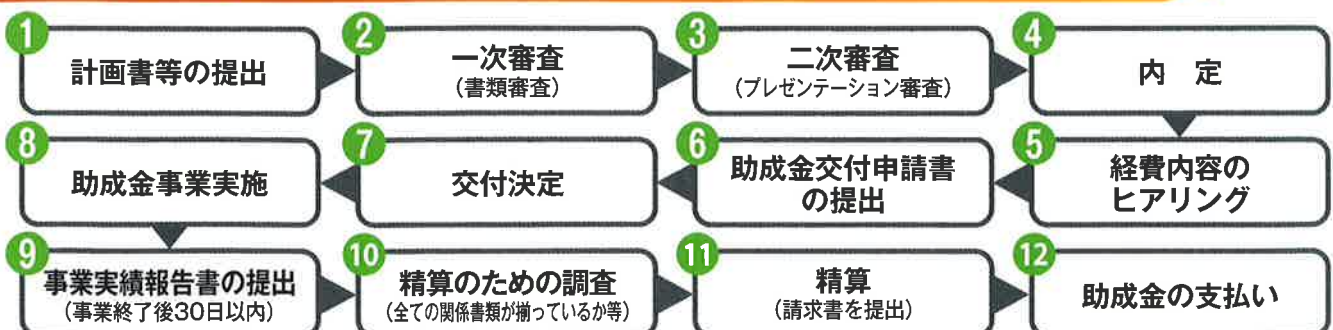 1
計画書等の提出
2
一次審査
(書類審査)
3
二次審査
(プレゼンテーション審査)
4
内 定
5
経費内容の
ヒアリング
6
助成金交付申請書
の提出
7
交付決定
8
助成金事業実施
9
事業実績報告書の提出
(事業終了後30日以内)
10
精算のための調査
(全ての関係書類が揃っているか等)
11
精算
(請求書を提出)
12
助成金の支払い